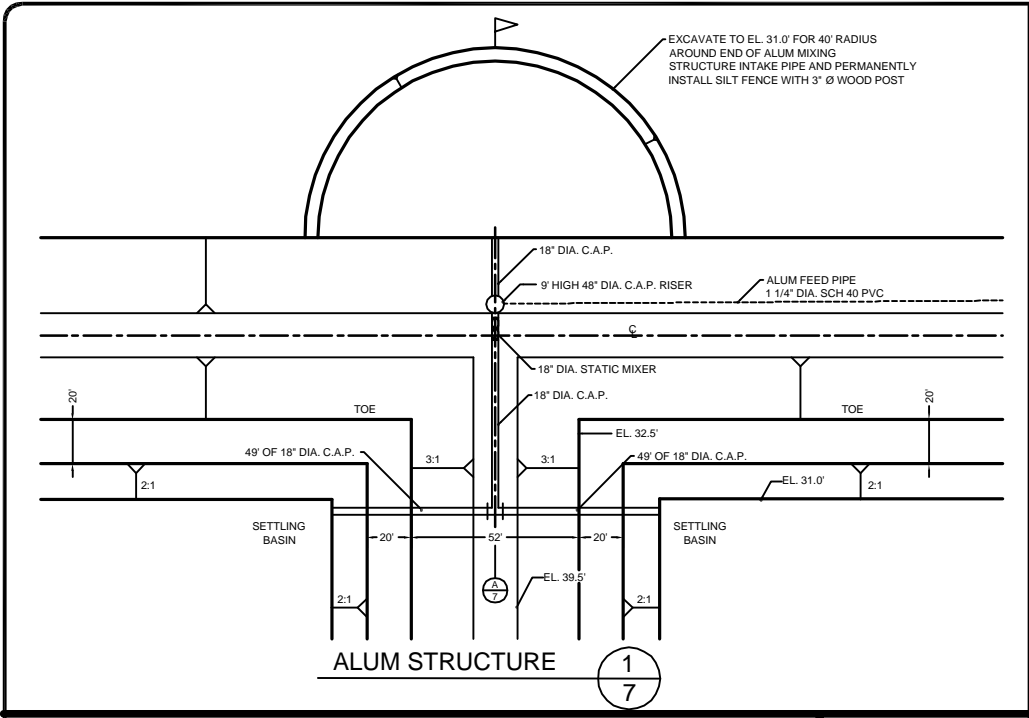 EXCAVATE TO EL. 31.0' FOR 40' RADIUS
AROUND END OF ALUM MIXING
STRUCTURE INTAKE PIPE AND PERMANENTLY
INSTALL SILT FENCE WITH 3" Ø WOOD POST
18" DIA. C.A.P.
9' HIGH 48" DIA. C.A.P. RISER
ALUM FEED PIPE
1 1/4" DIA. SCH 40 PVC
℄
18" DIA. STATIC MIXER
18" DIA. C.A.P.
20'
TOE
TOE
20'
EL. 32.5'
49' OF 18" DIA. C.A.P.
3:1
3:1
49' OF 18" DIA. C.A.P.
2:1
EL. 31.0'
2:1
SETTLING
BASIN
SETTLING
BASIN
20'
52'
20'
A
7
EL. 39.5'
2:1
2:1
ALUM STRUCTURE
1
7